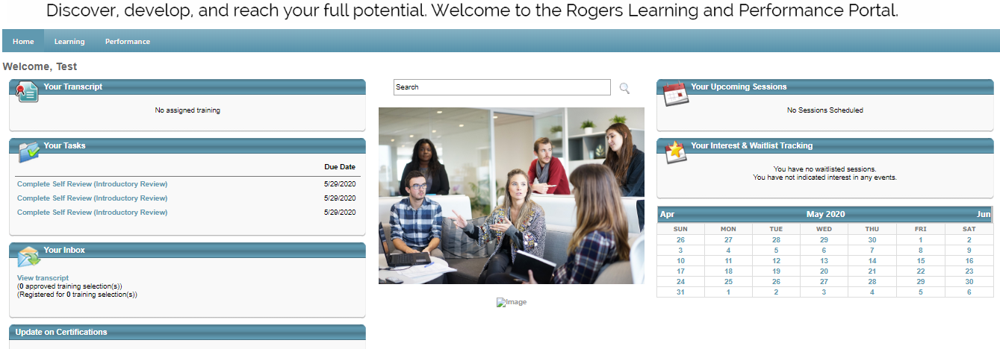 Discover, develop, and reach your full potential. Welcome to the Rogers Learning and Performance Portal.
Home Learning Performance
Welcome, Test
Your Transcript
No assigned training
Your Tasks
Due Date
Complete Self Review (Introductory Review) 5/29/2020
Complete Self Review (Introductory Review) 5/29/2020
Complete Self Review (Introductory Review) 5/29/2020
Your Inbox
View transcript
(0 approved training selection(s))
(Registered for 0 training selection(s))
Update on Certifications
Search
Image
Your Upcoming Sessions
No Sessions Scheduled
Your Interest & Waitlist Tracking
You have no waitlisted sessions.
You have not indicated interest in any events.
Apr May 2020 Jun
SUN MON TUE WED THU FRI SAT
26 27 28 29 30 1 2
3 4 5 6 7 8 9
10 11 12 13 14 15 16
17 18 19 20 21 22 23
24 25 26 27 28 29 30
31 1 2 3 4 5 6